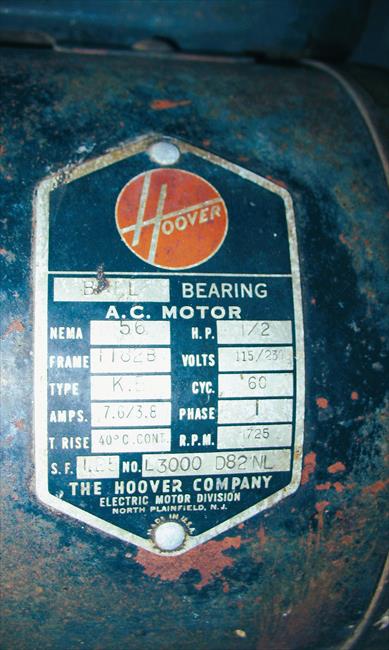 HOOVER
BALL BEARING
A.C. MOTOR
NEMA 56 H.P. 1/2
FRAME 1182B VOLTS 115/230
TYPE CYC. 60
AMPS. 7.6/3.8 PHASE 1
T RISE 40°C.CONT. R.P.M. 1725
S.F. NO. L3000 D82 NL
THE HOOVER COMPANY
ELECTRIC MOTOR DIVISION
NORTH PLAINFIELD, N.J.
MADE IN U.S.A.